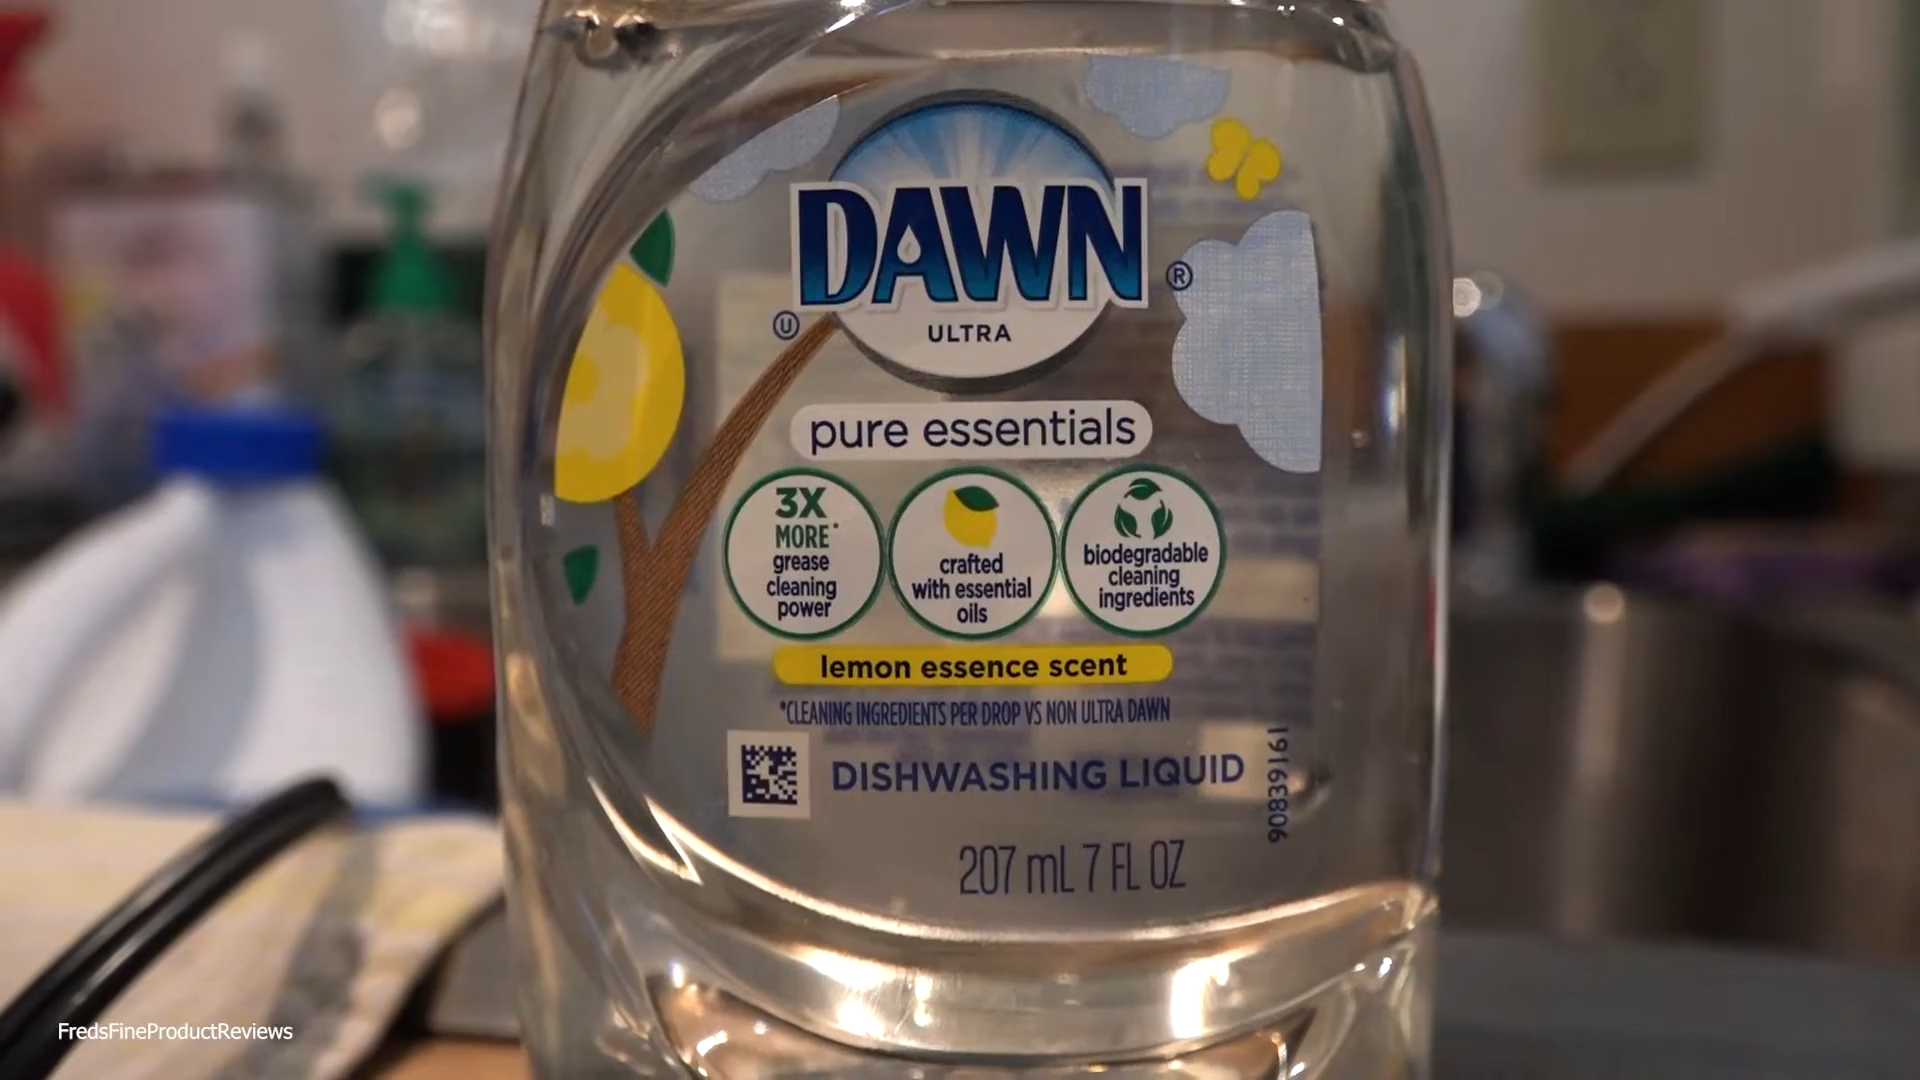 DAWN
®
U
ULTRA
pure essentials
3X
MORE*
grease
cleaning
power
crafted
with essential
oils
biodegradable
cleaning
ingredients
lemon essence scent
*CLEANING INGREDIENTS PER DROP VS NON ULTRA DAWN
DISHWASHING LIQUID
90839161
207 mL 7 FL OZ
FredsFineProductReviews